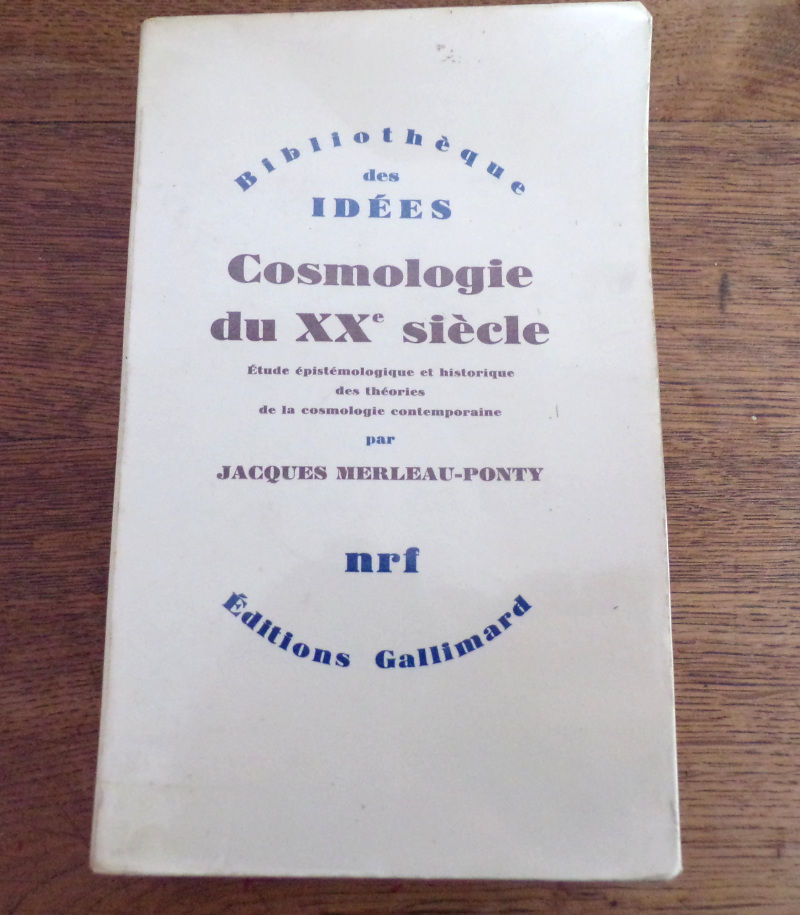 Bibliothèque
des
IDÉES
Cosmologie
du XXe siècle
Étude épistémologique et historique
des théories
de la cosmologie contemporaine
par
JACQUES MERLEAU-PONTY
nrf
Éditions Gallimard